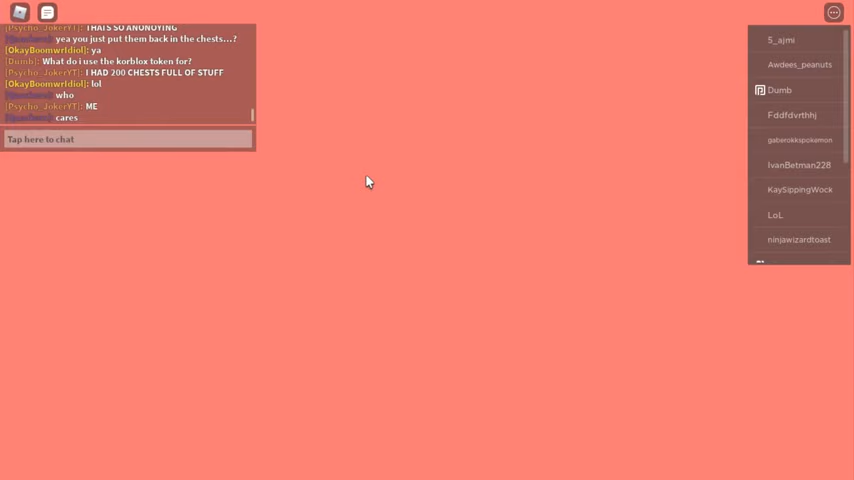 [Psycho_JokerYT]: THATS SO ANONOYING
yea you just put them back in the chests...?
[OkayBoomwrIdiol]: ya
[Dumb]: What do i use the korblox token for?
[Psycho_JokerYT]: I HAD 200 CHESTS FULL OF STUFF
[OkayBoomwrIdiol]: lol
who
[Psycho_JokerYT]: ME
cares
Tap here to chat
5_ajmi
Awdees_peanuts
Dumb
Fddfdvrthhj
gaberokkspokemon
IvanBetman228
KaySippingWock
LoL
ninjawizardtoast